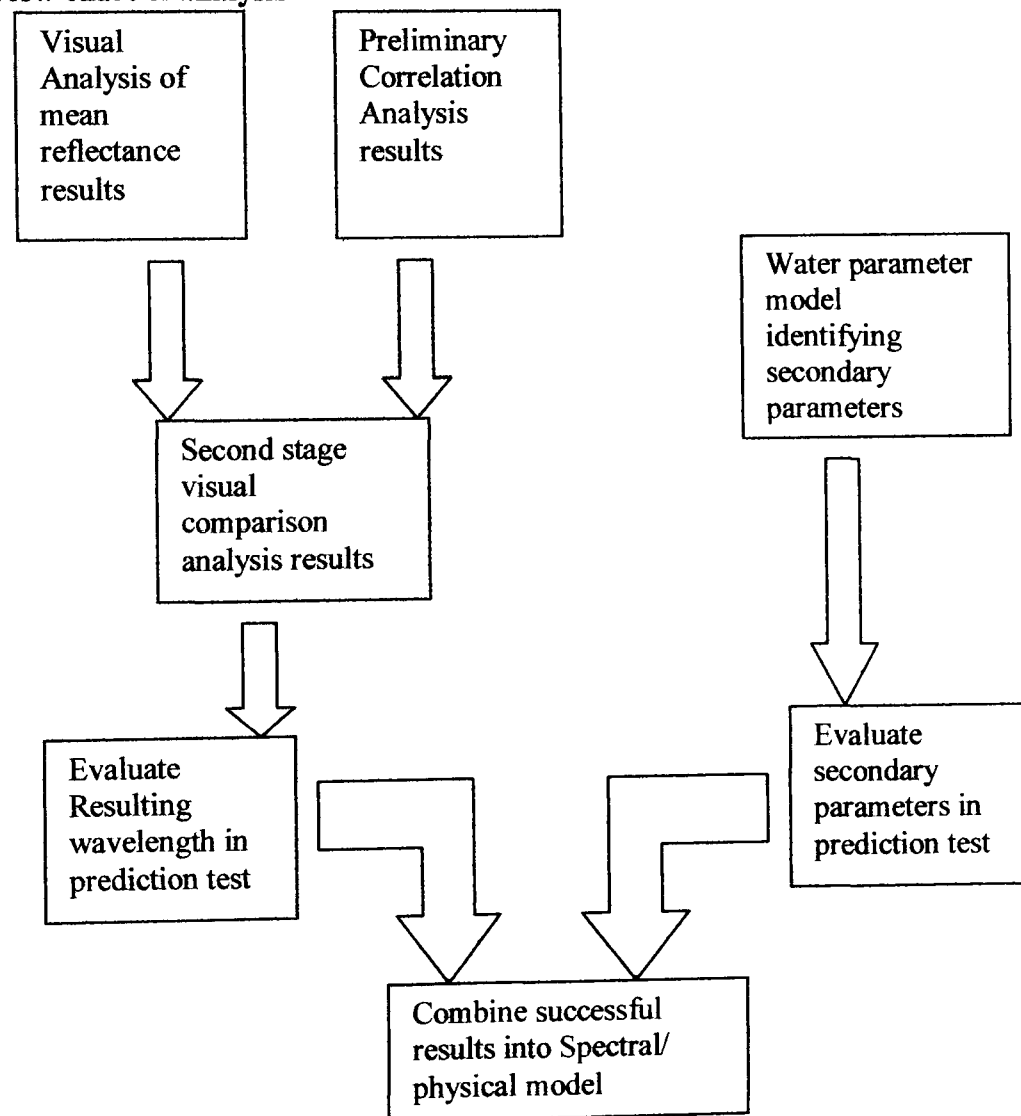 Visual
Analysis of
mean
reflectance
results
Preliminary
Correlation
Analysis
results
Water parameter
model
identifying
secondary
parameters
Second stage
visual
comparison
analysis results
Evaluate
Resulting
wavelength in
prediction test
Evaluate
secondary
parameters in
prediction test
Combine successful
results into Spectral/
physical model